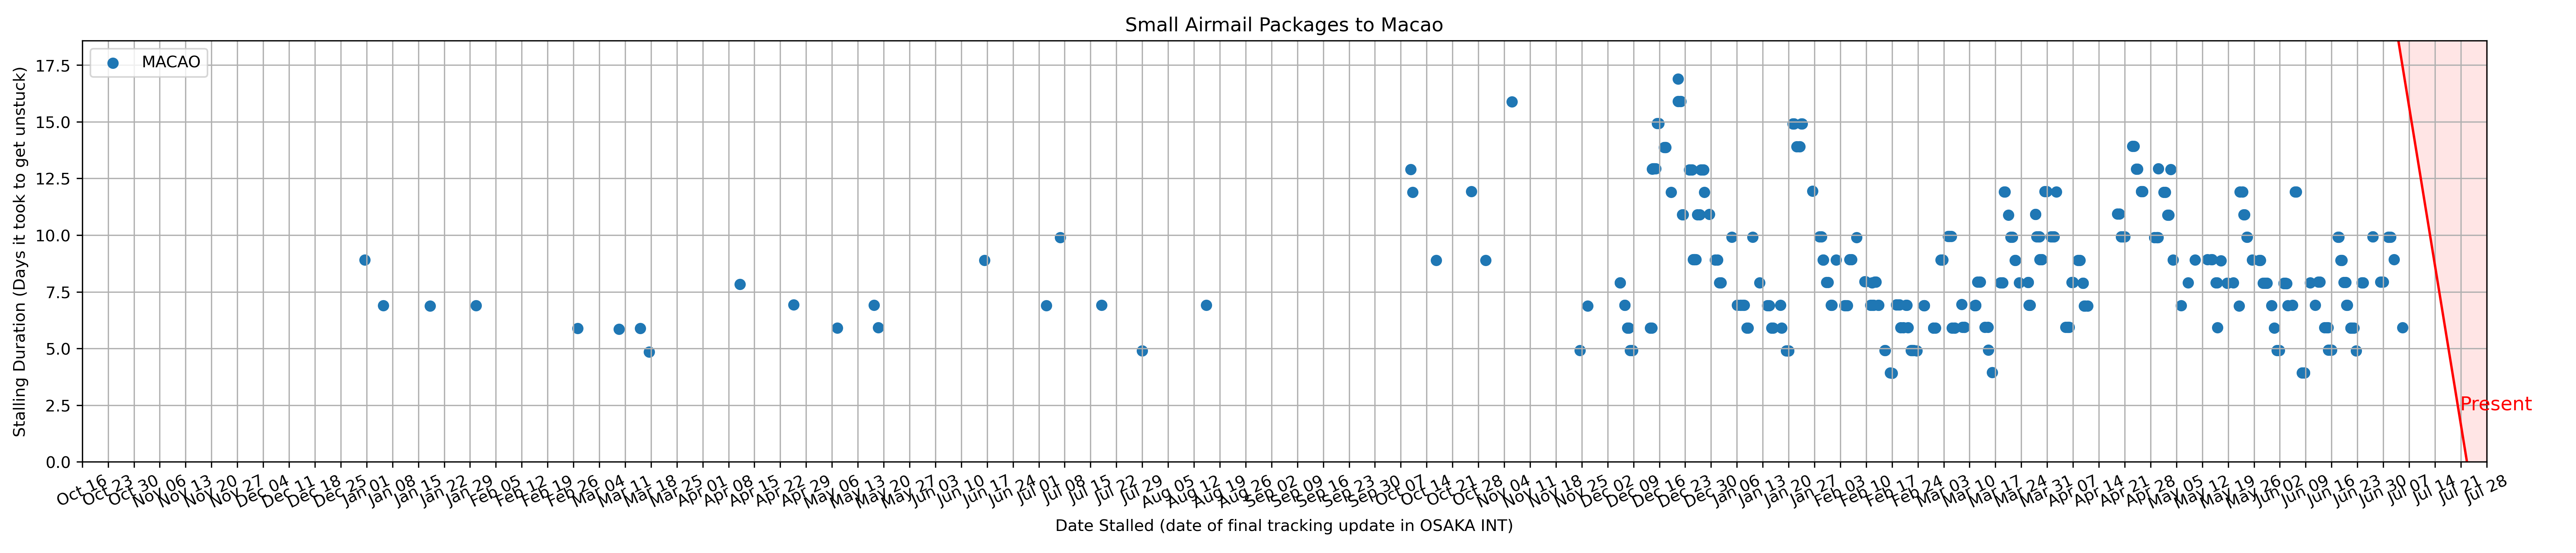 Small Airmail Packages to Macao
MACAO
Stalling Duration (Days it took to get unstuck)
17.5
15.0
12.5
10.0
7.5
5.0
2.5
0.0
Present
Oct 16 Oct 23 Oct 30 Nov 06 Nov 13 Nov 20 Nov 27 Dec 04 Dec 11 Dec 18 Dec 25 Jan 01 Jan 08 Jan 15 Jan 22 Jan 29 Feb 05 Feb 12 Feb 19 Feb 26 Mar 04 Mar 11 Mar 18 Mar 25 Apr 01 Apr 08 Apr 15 Apr 22 Apr 29 May 06 May 13 May 20 May 27 Jun 03 Jun 10 Jun 17 Jun 24 Jul 01 Jul 08 Jul 15 Jul 22 Jul 29 Aug 05 Aug 12 Aug 19 Aug 26 Sep 02 Sep 09 Sep 16 Sep 23 Sep 30 Oct 07 Oct 14 Oct 21 Oct 28 Nov 04 Nov 11 Nov 18 Nov 25 Dec 02 Dec 09 Dec 16 Dec 23 Dec 30 Jan 06 Jan 13 Jan 20 Jan 27 Feb 03 Feb 10 Feb 17 Feb 24 Mar 03 Mar 10 Mar 17 Mar 24 Mar 31 Apr 07 Apr 14 Apr 21 Apr 28 May 05 May 12 May 19 May 26 Jun 02 Jun 09 Jun 16 Jun 23 Jun 30 Jul 07 Jul 14 Jul 21 Jul 28
Date Stalled (date of final tracking update in OSAKA INT)